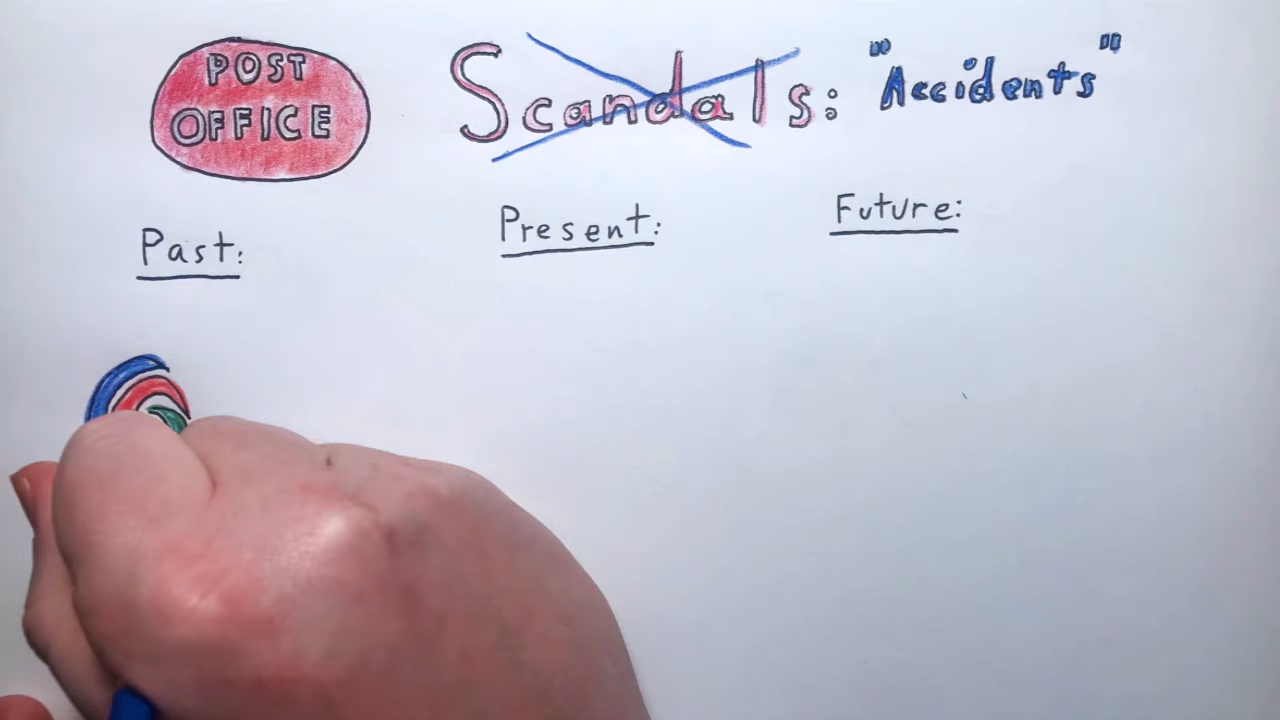 POST
OFFICE
Scandals: "Accidents"
Past:
Present:
Future: